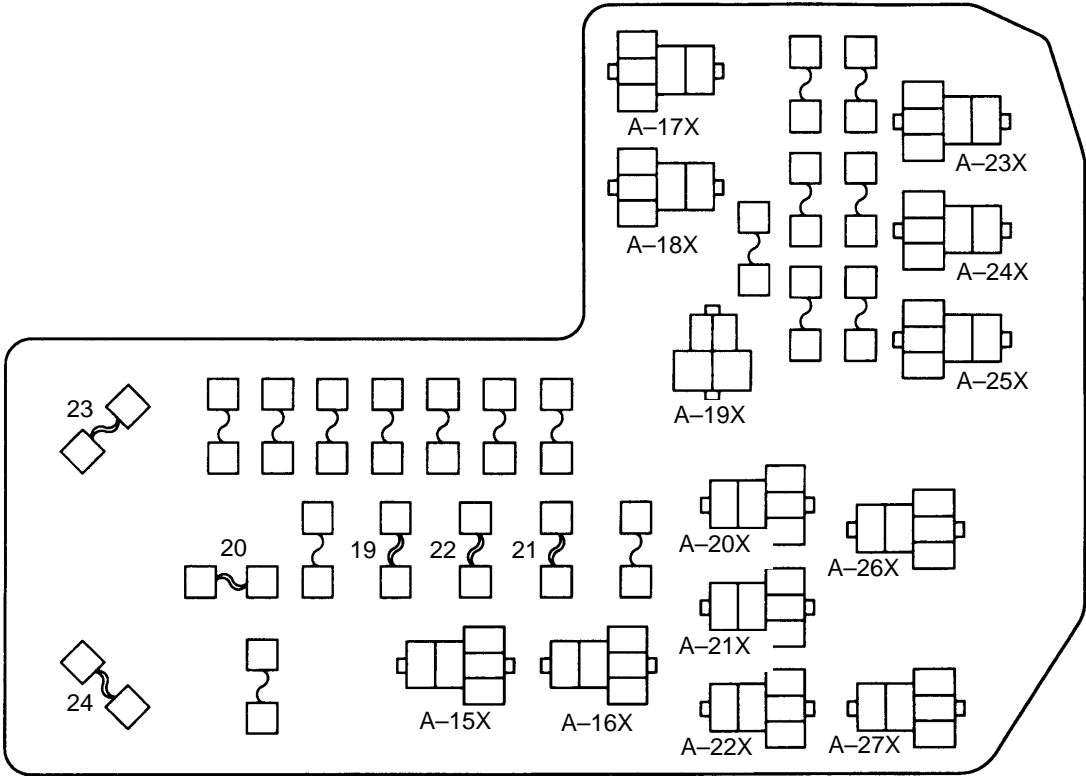 A–17X
A–23X
A–18X
A–24X
A–25X
23
A–19X
20
19
22
21
A–20X
A–26X
A–21X
24
A–15X
A–16X
A–22X
A–27X